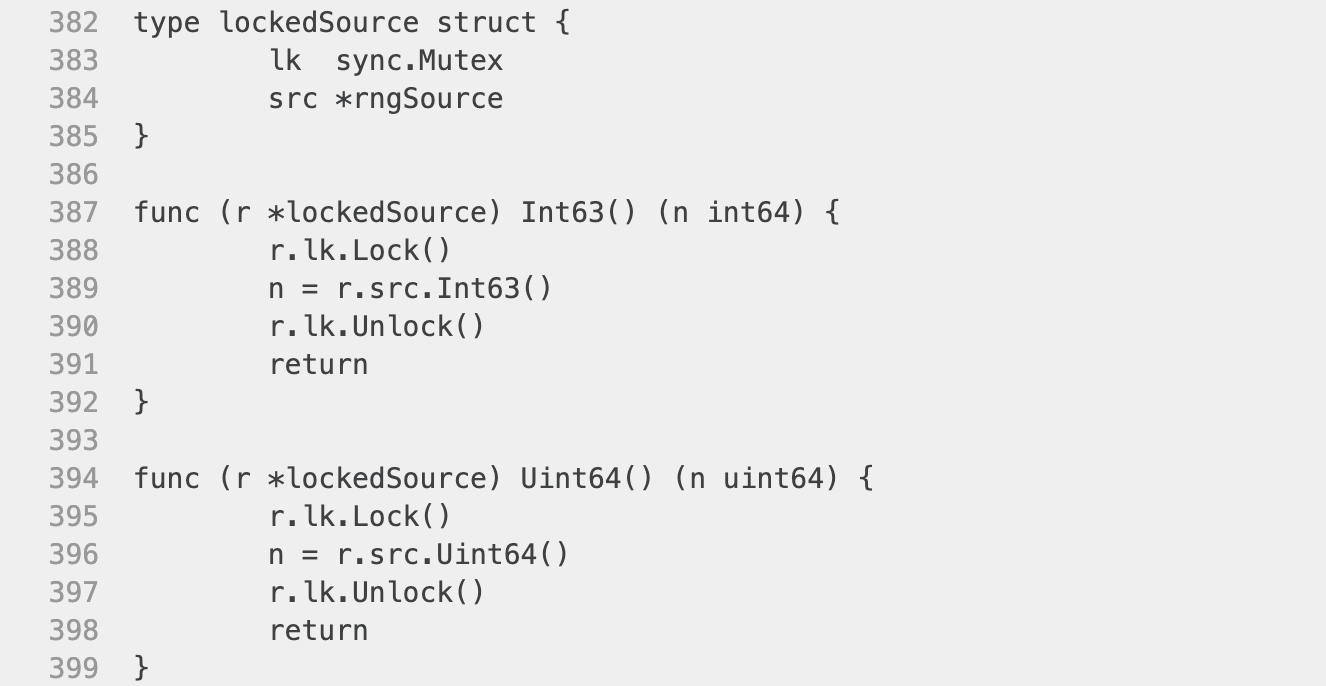 382  type lockedSource struct {
383          lk  sync.Mutex
384          src *rngSource
385  }
386
387  func (r *lockedSource) Int63() (n int64) {
388          r.lk.Lock()
389          n = r.src.Int63()
390          r.lk.Unlock()
391          return
392  }
393
394  func (r *lockedSource) Uint64() (n uint64) {
395          r.lk.Lock()
396          n = r.src.Uint64()
397          r.lk.Unlock()
398          return
399  }